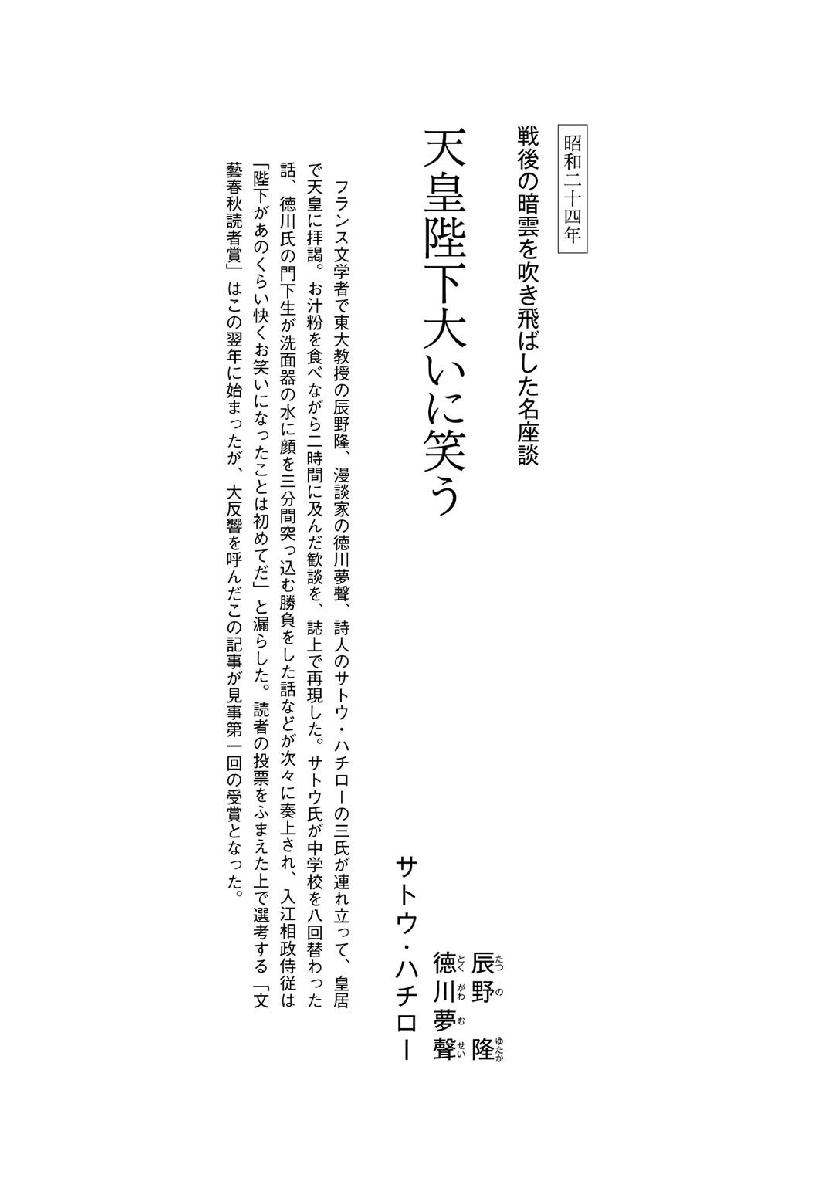 昭和二十四年
戦後の暗雲を吹き飛ばした名座談
天皇陛下大いに笑う
辰野　隆
たつ の ゆたか
徳川夢聲
とく がわ む せい
サトウ・ハチロー
フランス文学者で東大教授の辰野隆、漫談家の徳川夢聲、詩人のサトウ・ハチローの三氏が連れ立って、皇居
で天皇に拝謁。お汁粉を食べながら二時間に及んだ歓談を、誌上で再現した。サトウ氏が中学校を八回替わった
話、徳川氏の門下生が洗面器の水に顔を三分間突っ込む勝負をした話などが次々に奏上され、入江相政侍従は
「陛下があのくらい快くお笑いになったことは初めてだ」と漏らした。読者の投票をふまえた上で選考する「文
藝春秋読者賞」はこの翌年に始まったが、大反響を呼んだこの記事が見事第一回の受賞となった。